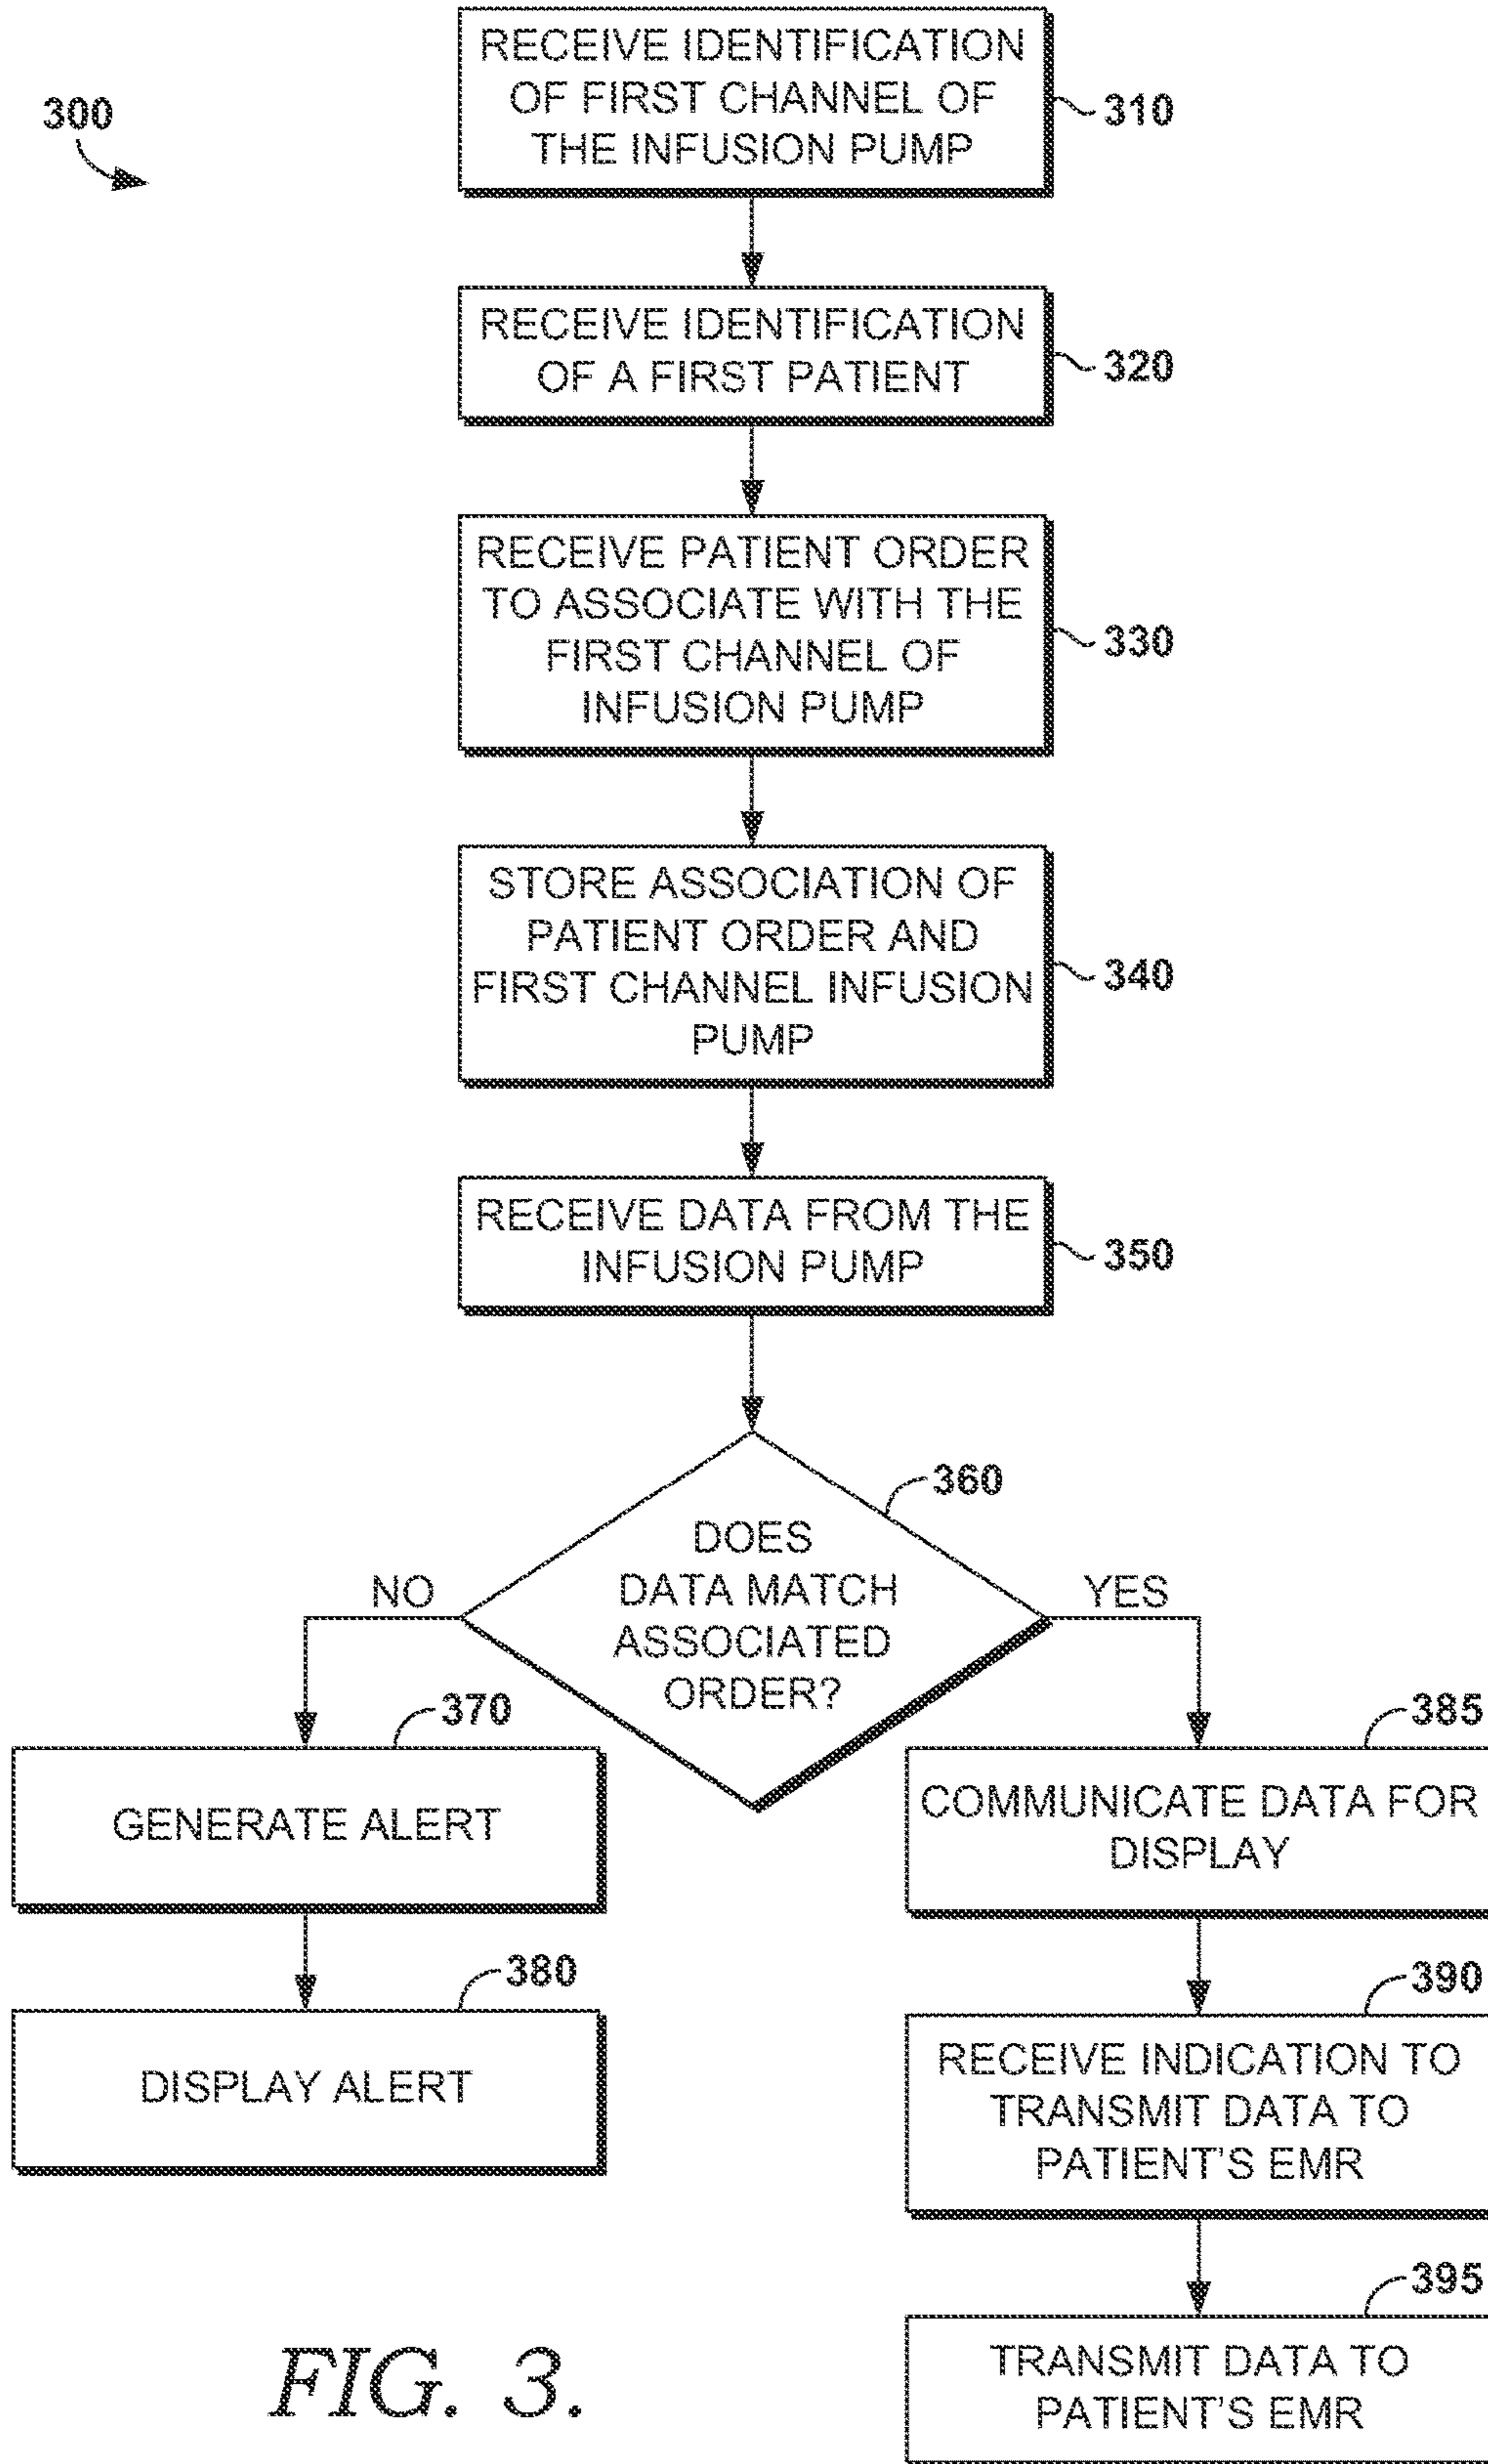 300
RECEIVE IDENTIFICATION
OF FIRST CHANNEL OF
THE INFUSION PUMP
310
RECEIVE IDENTIFICATION
OF A FIRST PATIENT
320
RECEIVE PATIENT ORDER
TO ASSOCIATE WITH THE
FIRST CHANNEL OF
INFUSION PUMP
330
STORE ASSOCIATION OF
PATIENT ORDER AND
FIRST CHANNEL INFUSION
PUMP
340
RECEIVE DATA FROM THE
INFUSION PUMP
350
DOES
DATA MATCH
ASSOCIATED
ORDER?
360
NO
YES
370
GENERATE ALERT
380
DISPLAY ALERT
385
COMMUNICATE DATA FOR
DISPLAY
390
RECEIVE INDICATION TO
TRANSMIT DATA TO
PATIENT'S EMR
395
TRANSMIT DATA TO
PATIENT'S EMR
FIG. 3.